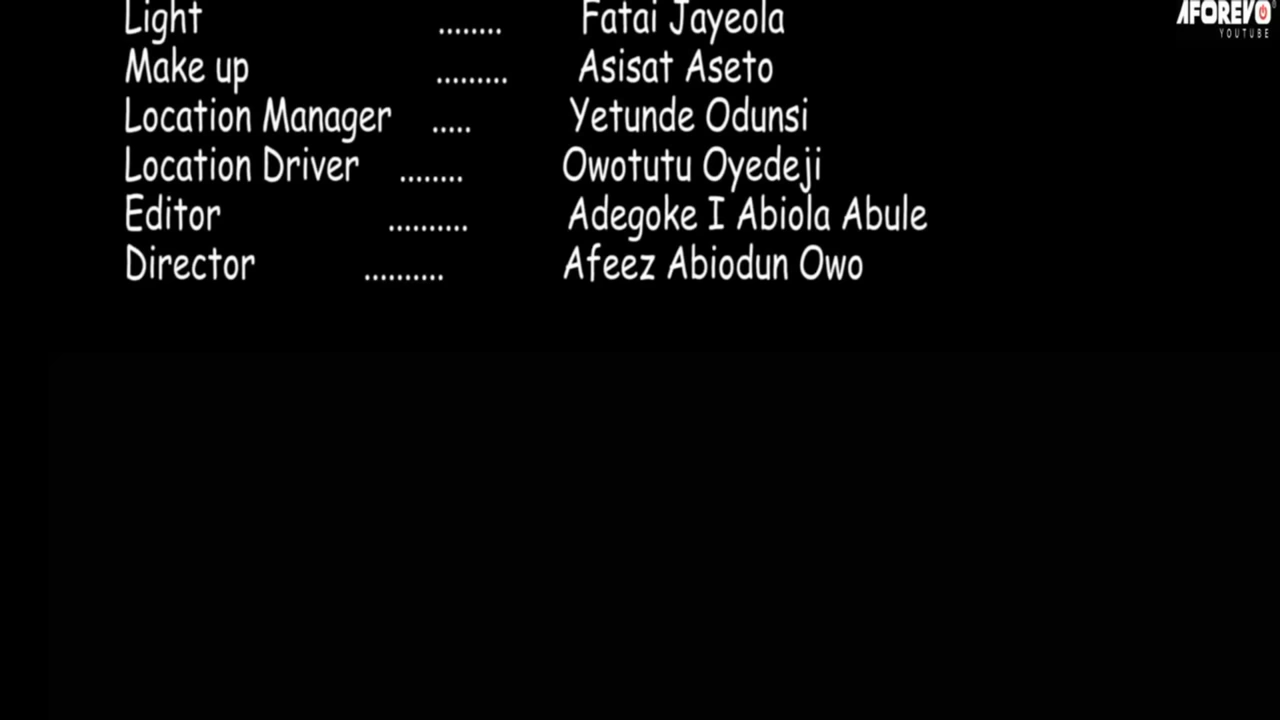 AFOREVO
YOUTUBE
Light ........ Fatai Jayeola
Make up ......... Asisat Aseto
Location Manager ..... Yetunde Odunsi
Location Driver ........ Owotutu Oyedeji
Editor .......... Adegoke I Abiola Abule
Director .......... Afeez Abiodun Owo